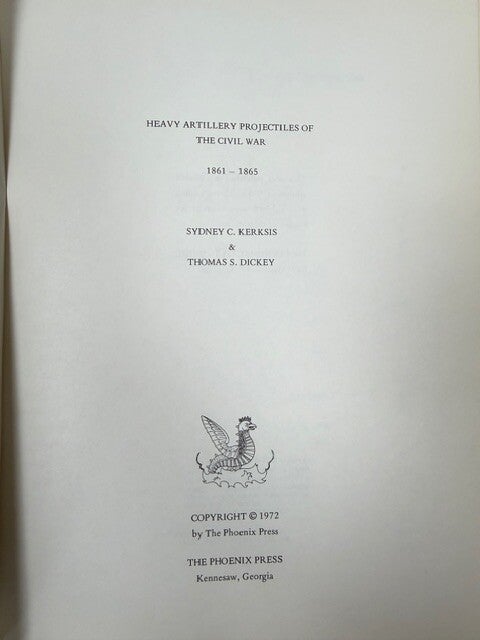 HEAVY ARTILLERY PROJECTILES OF
THE CIVIL WAR
1861 – 1865
SYDNEY C. KERKSIS
&
THOMAS S. DICKEY
COPYRIGHT © 1972
by The Phoenix Press
THE PHOENIX PRESS
Kennesaw, Georgia